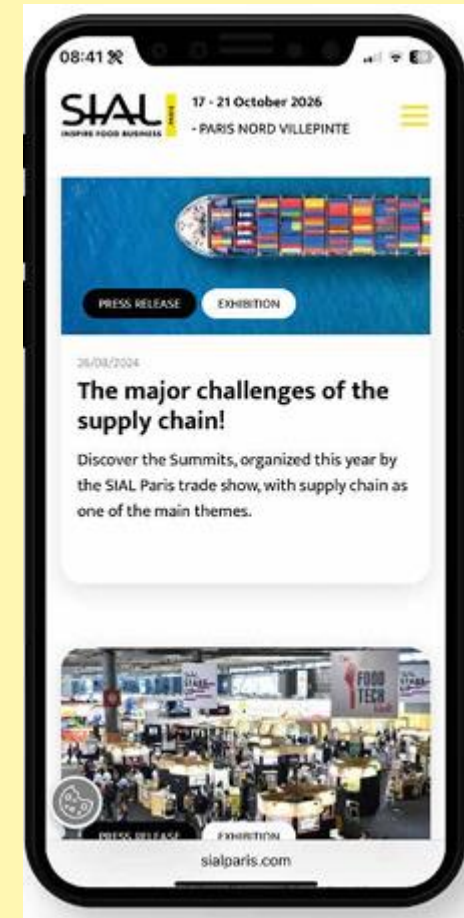 08:41
SIAL
PARIS
INSPIRE FOOD BUSINESS
17 - 21 October 2026
- PARIS NORD VILLEPINTE
PRESS RELEASE
EXHIBITION
26/08/2024
The major challenges of the
supply chain!
Discover the Summits, organized this year by
the SIAL Paris trade show, with supply chain as
one of the main themes.
FOOD
TECH
PRESS RELEASE
EXHIBITION
sialparis.com